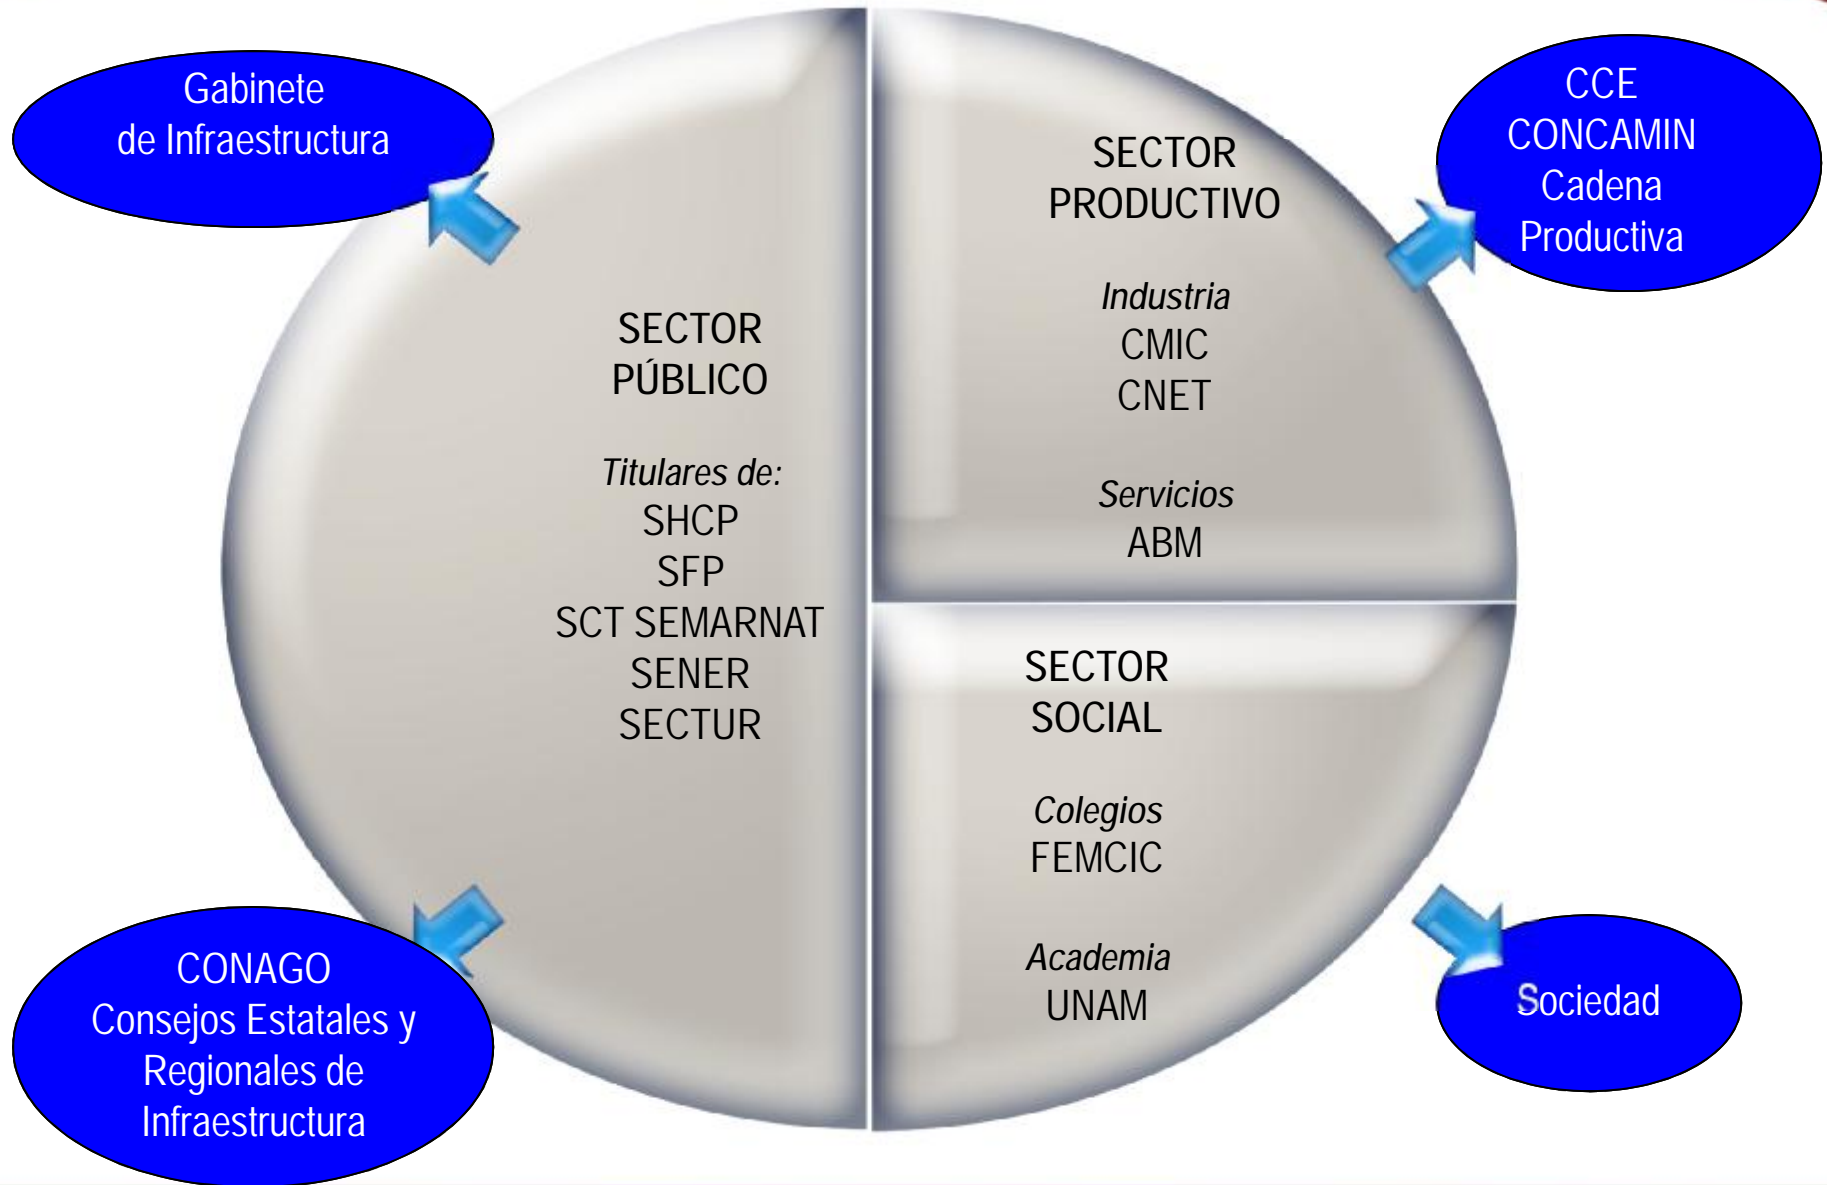 Gabinete
de Infraestructura
CCE
CONCAMIN
Cadena
Productiva
SECTOR
PRODUCTIVO
Industria
CMIC
CNET
Servicios
ABM
SECTOR
PÚBLICO
Titulares de:
SHCP
SFP
SCT SEMARNAT
SENER
SECTUR
SECTOR
SOCIAL
Colegios
FEMCIC
Academia
UNAM
CONAGO
Consejos Estatales y
Regionales de
Infraestructura
Sociedad